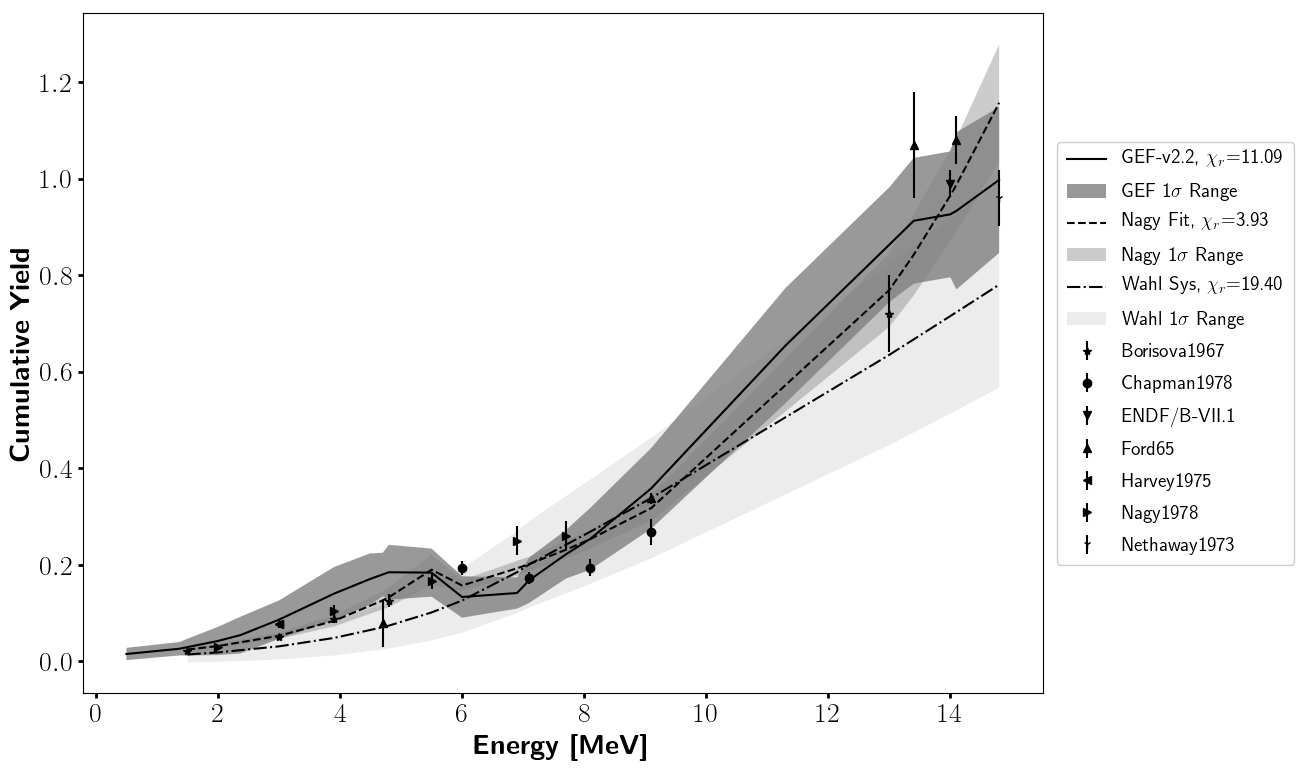 Cumulative Yield
1.2
1.0
0.8
0.6
0.4
0.2
0.0
0 2 4 6 8 10 12 14
Energy [MeV]
GEF-v2.2, χr=11.09
GEF 1σ Range
Nagy Fit, χr=3.93
Nagy 1σ Range
Wahl Sys, χr=19.40
Wahl 1σ Range
Borisova1967
Chapman1978
ENDF/B-VII.1
Ford65
Harvey1975
Nagy1978
Nethaway1973